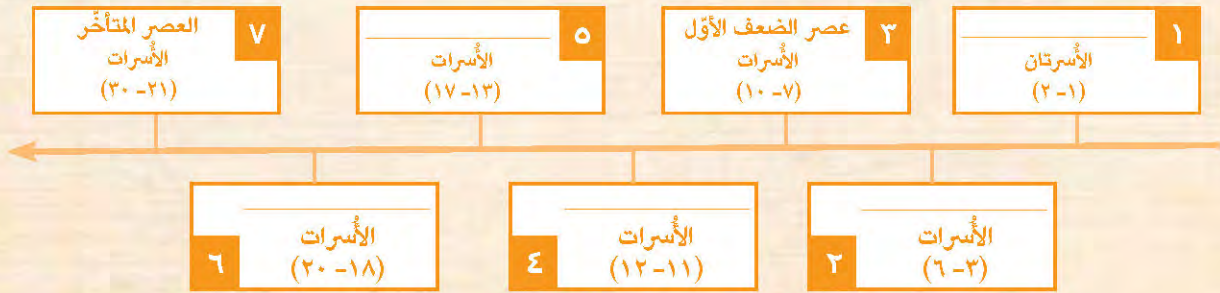 ١
الأُسرتان
(١-٢)
٣
عصر الضعف الأوّل
الأُسرات
(٧-١٠)
٥
الأُسرات
(١٣-١٧)
٧
العصر المتأخّر
الأُسرات
(٢١-٣٠)
٢
الأُسرات
(٣-٦)
٤
الأُسرات
(١١-١٢)
٦
الأُسرات
(١٨-٢٠)